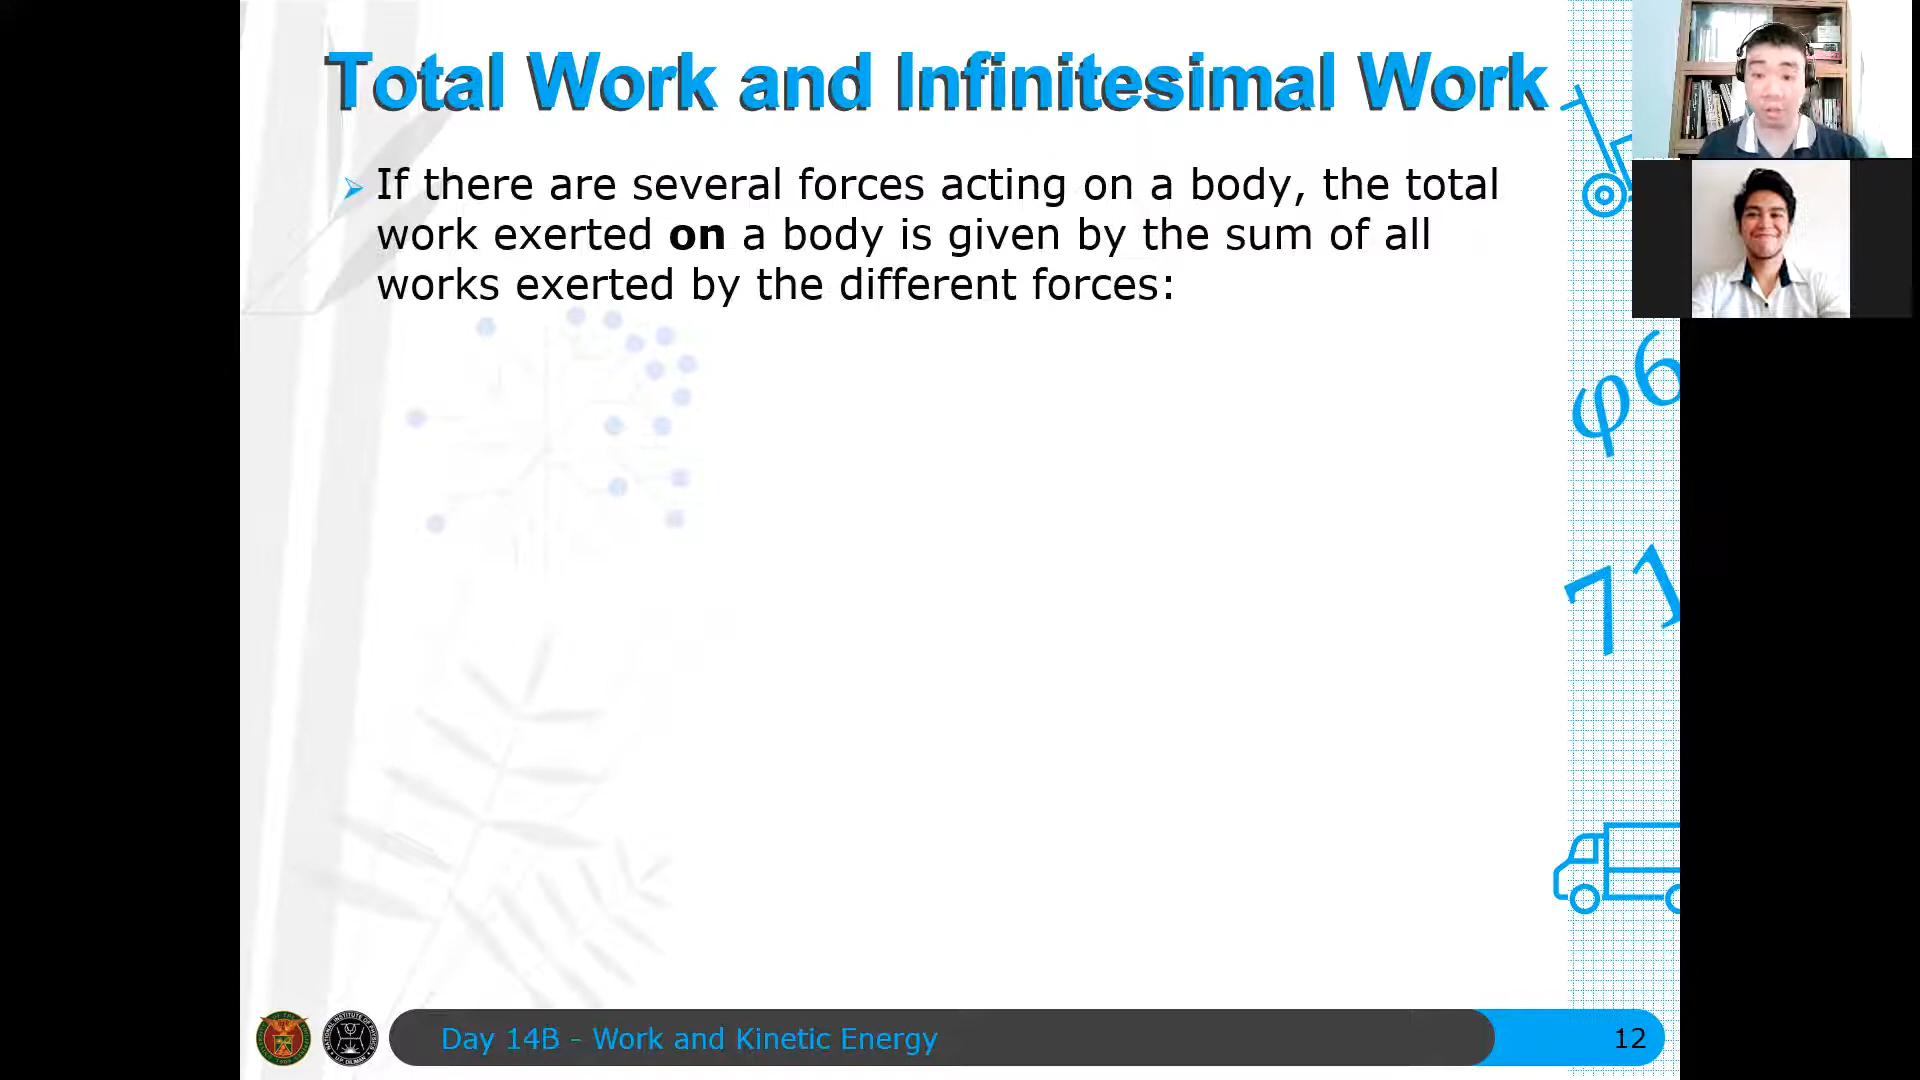 Total Work and Infinitesimal Work
If there are several forces acting on a body, the total
work exerted on a body is given by the sum of all
works exerted by the different forces:
φ6
71
Day 14B - Work and Kinetic Energy
12